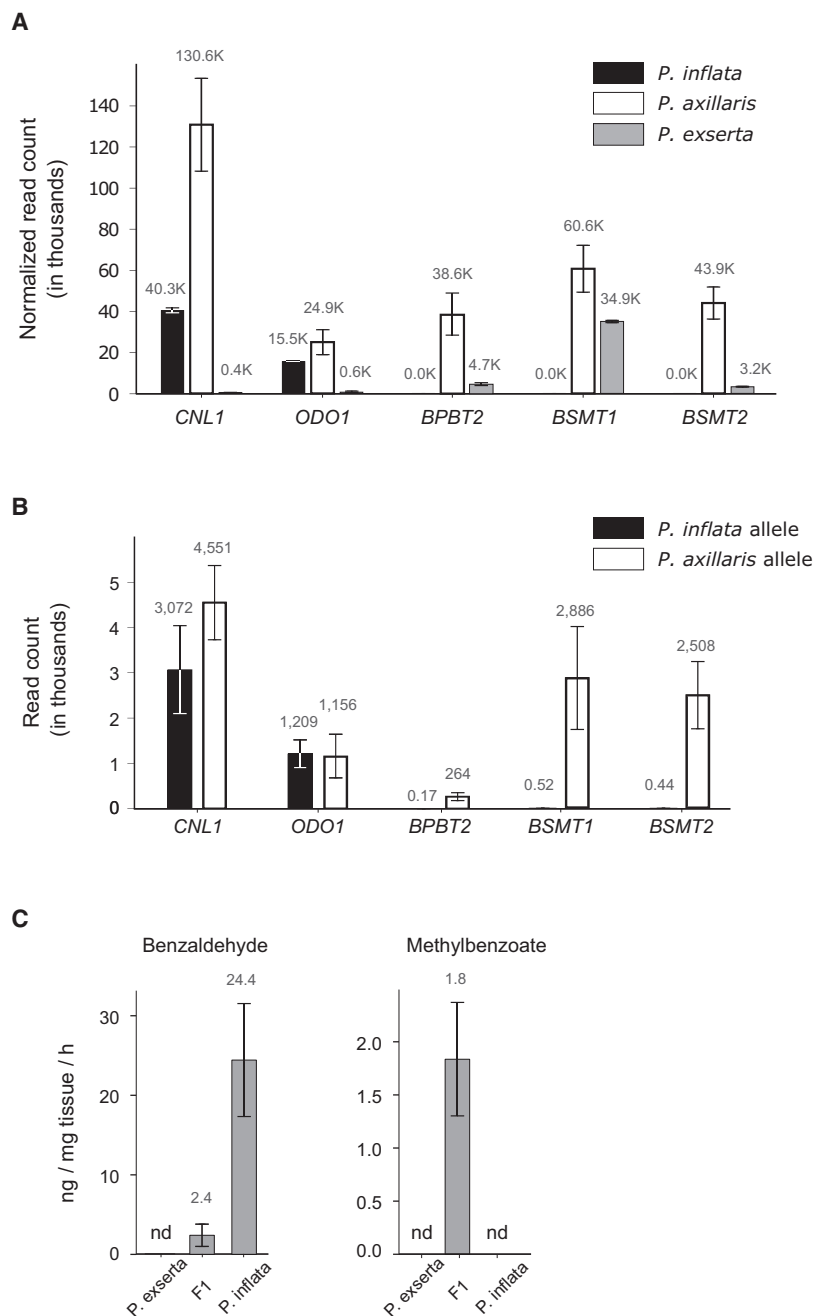 A
Normalized read count
(in thousands)
140
120
100
80
60
40
20
0
130.6K
40.3K
0.4K
15.5K
24.9K
0.6K
0.0K
38.6K
4.7K
0.0K
60.6K
34.9K
0.0K
43.9K
3.2K
P. inflata
P. axillaris
P. exserta
CNL1 ODO1 BPBT2 BSMT1 BSMT2
B
Read count
(in thousands)
5
4
3
2
1
0
3,072
4,551
1,209
1,156
0.17
264
0.52
2,886
0.44
2,508
P. inflata allele
P. axillaris allele
CNL1 ODO1 BPBT2 BSMT1 BSMT2
C
Benzaldehyde
ng / mg tissue / h
30
20
10
0
nd
2.4
24.4
P. exserta
F1
P. inflata
Methylbenzoate
2.0
1.5
1.0
0.5
0.0
nd
1.8
nd
P. exserta
F1
P. inflata